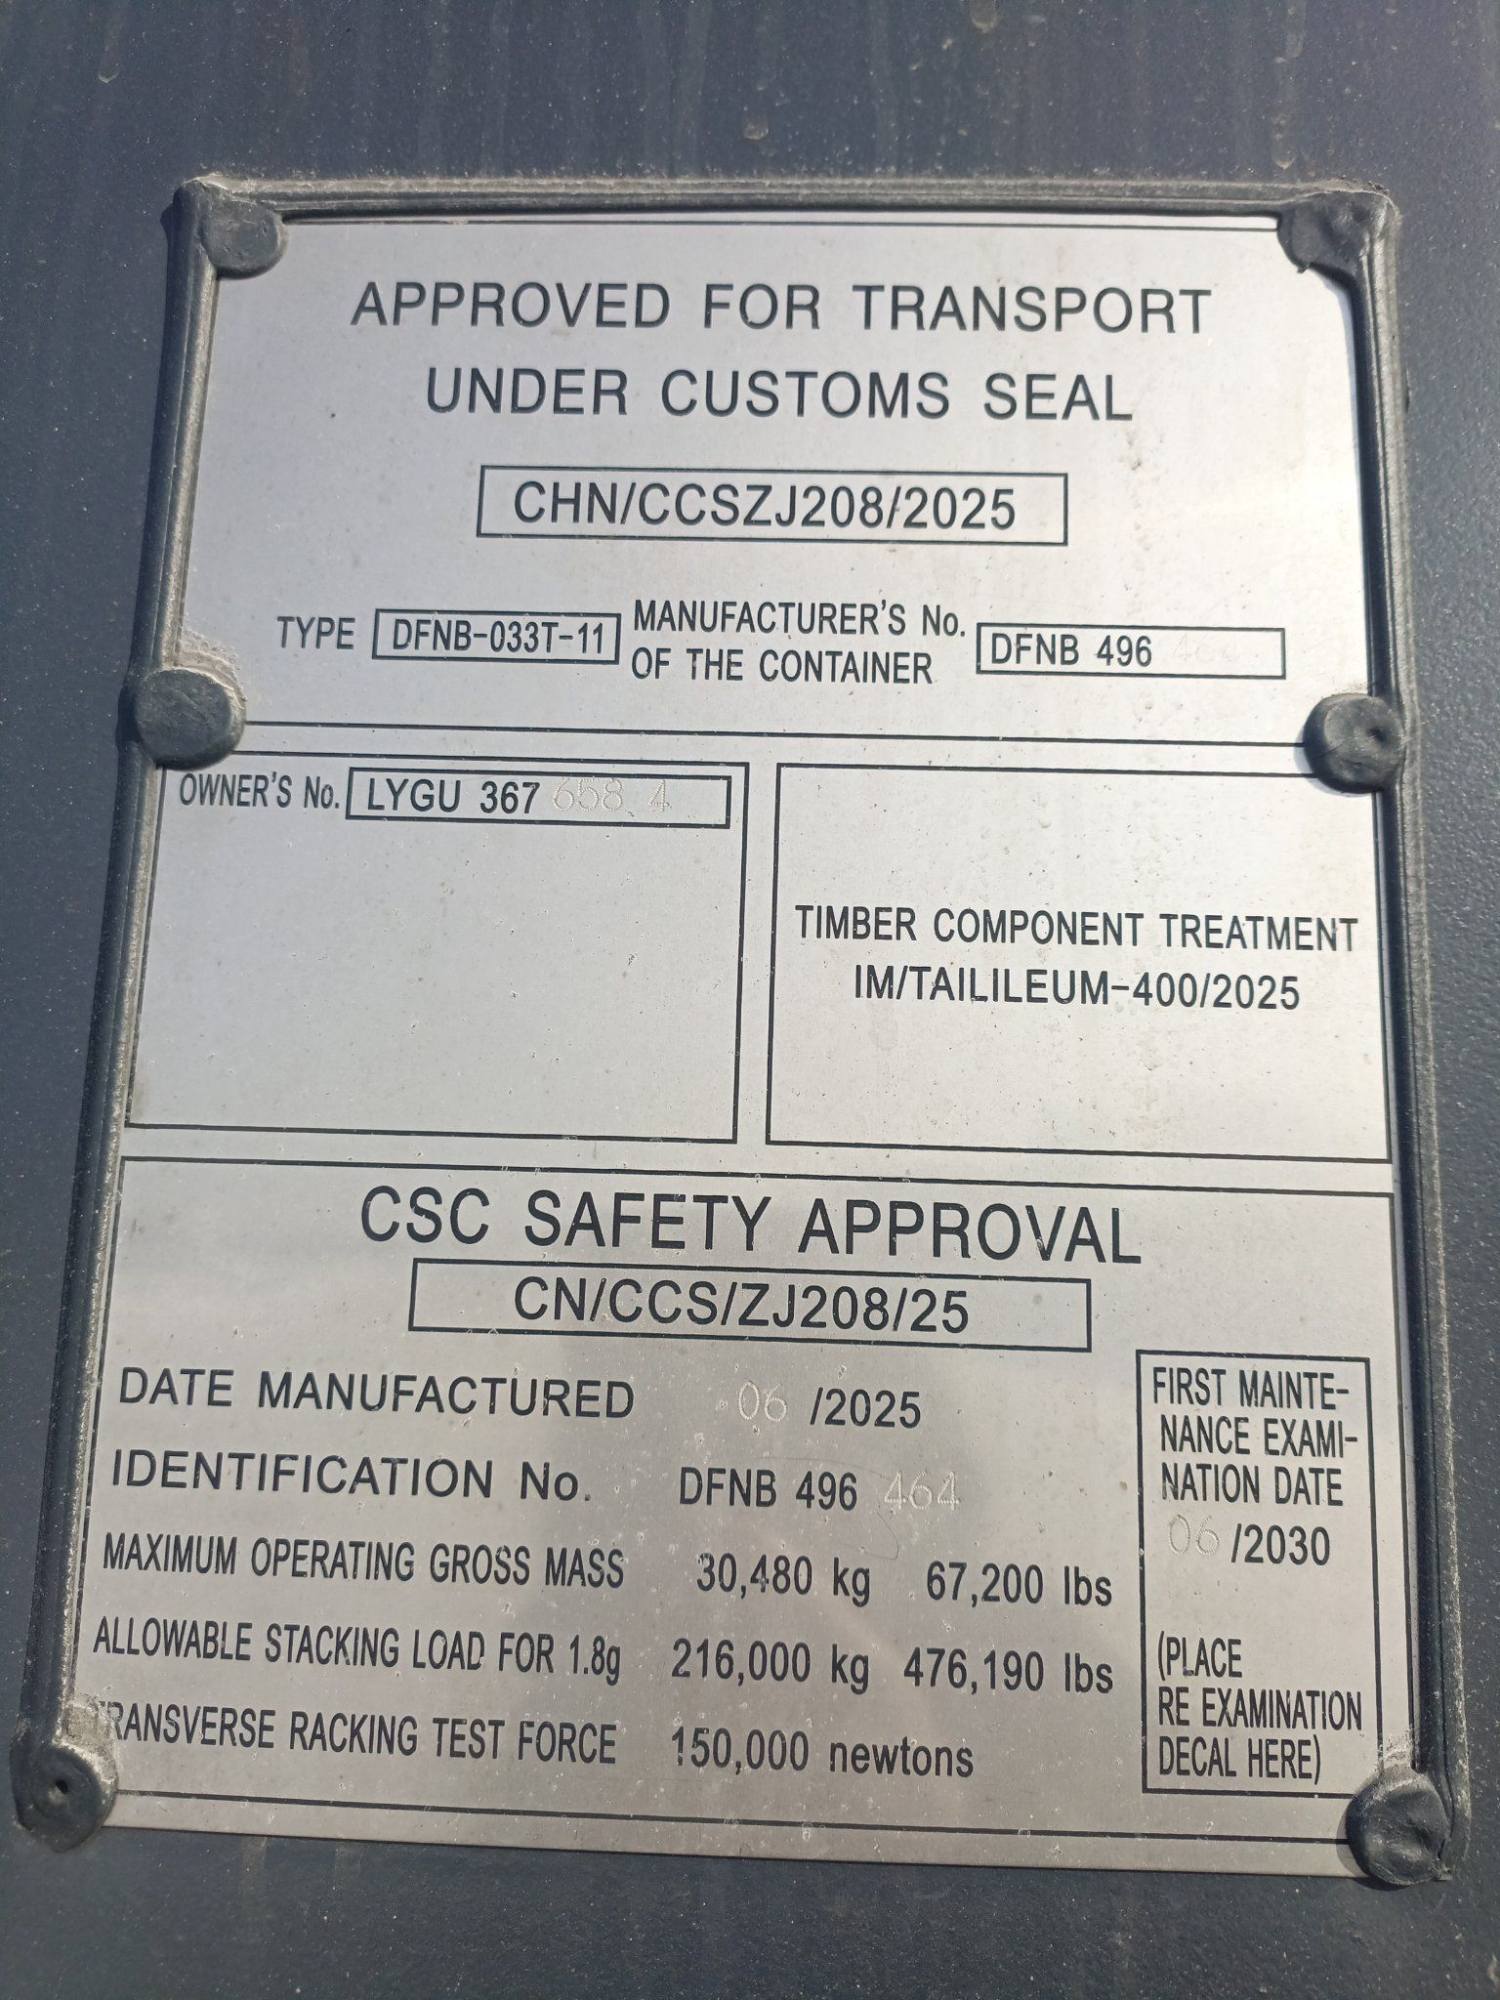 APPROVED FOR TRANSPORT
UNDER CUSTOMS SEAL
CHN/CCSZJ208/2025
TYPE DFNB-033T-11 MANUFACTURER'S No. OF THE CONTAINER DFNB 496 464
OWNER'S No. LYGU 367 658 4
TIMBER COMPONENT TREATMENT
IM/TAILILEUM-400/2025
CSC SAFETY APPROVAL
CN/CCS/ZJ208/25
DATE MANUFACTURED 06 /2025
IDENTIFICATION No. DFNB 496 464
MAXIMUM OPERATING GROSS MASS 30,480 kg 67,200 lbs
ALLOWABLE STACKING LOAD FOR 1.8g 216,000 kg 476,190 lbs
TRANSVERSE RACKING TEST FORCE 150,000 newtons
FIRST MAINTE-
NANCE EXAMI-
NATION DATE
06 /2030
(PLACE
RE EXAMINATION
DECAL HERE)